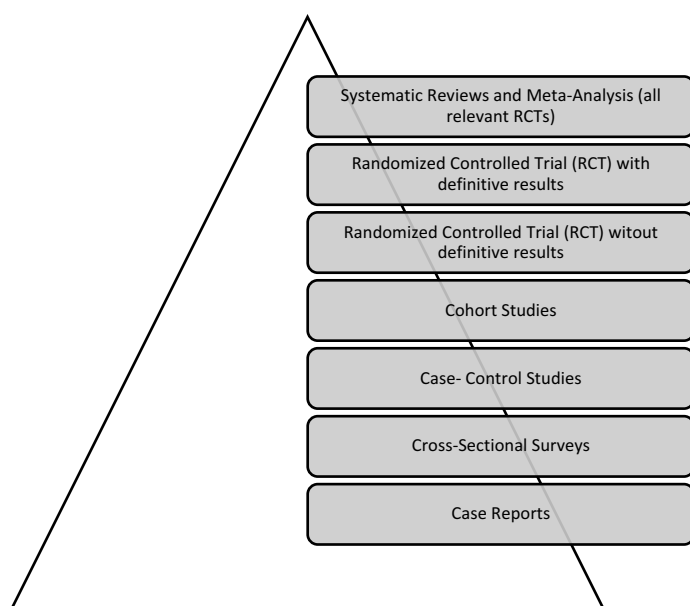 Systematic Reviews and Meta-Analysis (all
relevant RCTs)
Randomized Controlled Trial (RCT) with
definitive results
Randomized Controlled Trial (RCT) witout
definitive results
Cohort Studies
Case- Control Studies
Cross-Sectional Surveys
Case Reports